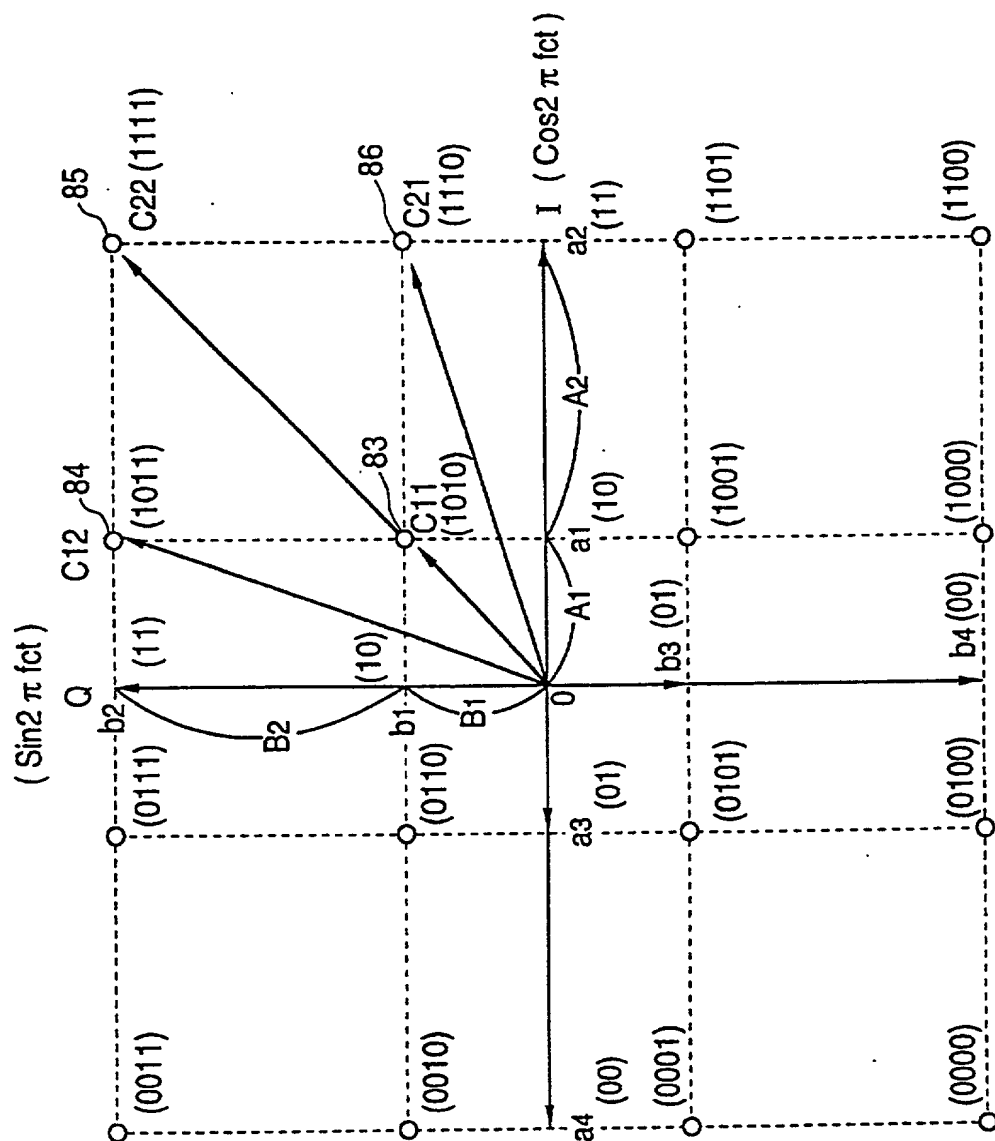 ( Sin2 π fct )
Q
C12
84
85
b2
(11)
(1011)
C22 (1111)
(0011)
(0111)
B2
83
86
(0010)
(0110)
b1
(10)
C11
(1010)
C21
(1110)
B1
0
A1
A2
I ( Cos2 π fct )
a4
(00)
a3
(01)
a1
(10)
a2
(11)
(0001)
(0101)
b3 (01)
(1001)
(1101)
(0000)
(0100)
b4 (00)
(1000)
(1100)